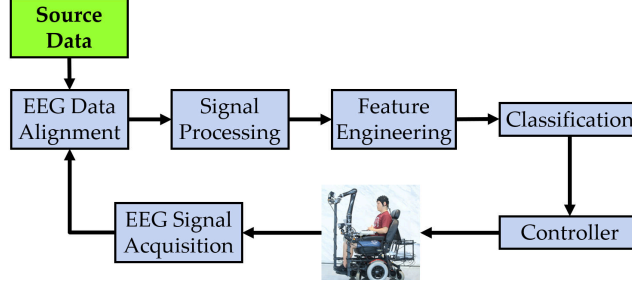 Source
Data
EEG Data
Alignment
Signal
Processing
Feature
Engineering
Classification
EEG Signal
Acquisition
Controller